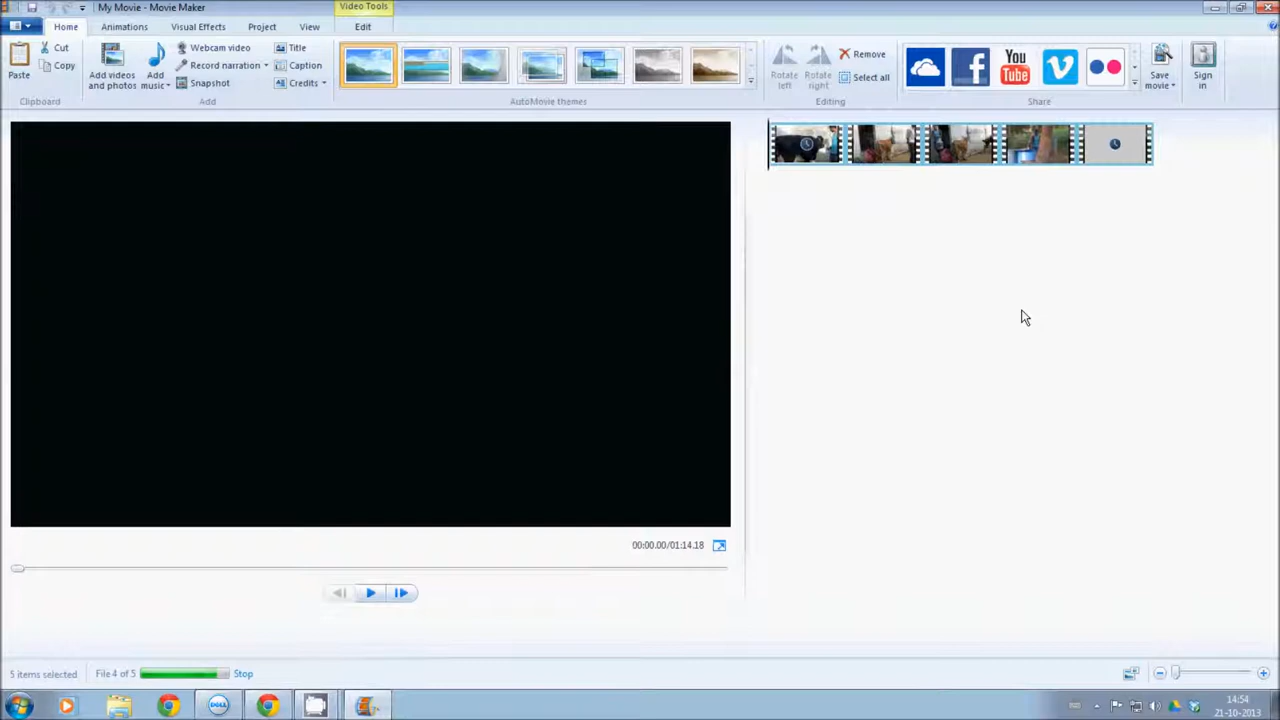 My Movie - Movie Maker
Video Tools
Home
Animations
Visual Effects
Project
View
Edit
Paste
Cut
Copy
Clipboard
Add videos
and photos
Add
music
Webcam video
Record narration
Snapshot
Title
Caption
Credits
Add
AutoMovie themes
Rotate
left
Rotate
right
Remove
Select all
Editing
You
Tube
Share
Save
movie
Sign
in
00:00.00/01:14.18
5 items selected
File 4 of 5
Stop
DELL
14:54
21-10-2013